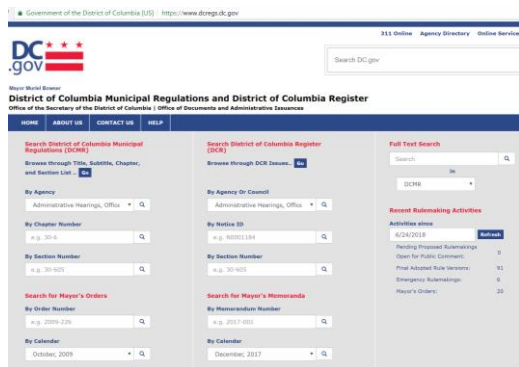 Government of the District of Columbia [US] https://www.dcregs.dc.gov
311 Online Agency Directory Online Service
DC
.gov
Search DC.gov
Mayor Muriel Bowser
District of Columbia Municipal Regulations and District of Columbia Register
Office of the Secretary of the District of Columbia | Office of Documents and Administrative Issuances
HOME ABOUT US CONTACT US HELP
Search District of Columbia Municipal
Regulations (DCMR)
Browse through Title, Subtitle, Chapter,
and Section List .. Go
By Agency
Administrative Hearings, Office
By Chapter Number
e.g. 30-6
By Section Number
e.g. 30-605
Search for Mayor's Orders
By Order Number
e.g. 2009-226
By Calendar
October, 2009
Search District of Columbia Register
(DCR)
Browse through DCR Issues.. Go
By Agency Or Council
Administrative Hearings, Office
By Notice ID
e.g. N0001194
By Section Number
e.g. 30-605
Search for Mayor's Memoranda
By Memorandum Number
e.g. 2017-001
By Calendar
December, 2017
Full Text Search
Search
in
DCMR
Recent Rulemaking Activities
Activities since
6/24/2018 Refresh
Pending Proposed Rulemakings
Open for Public Comment: 0
Final Adopted Rule Versions: 91
Emergency Rulemakings: 6
Mayor's Orders: 20